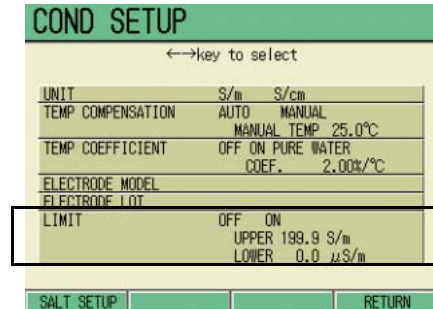 COND SETUP
←→key to select
UNIT S/m S/cm
TEMP COMPENSATION AUTO MANUAL
MANUAL TEMP 25.0°C
TEMP COEFFICIENT OFF ON PURE WATER
COEF. 2.00%/°C
ELECTRODE MODEL
ELECTRODE LOT
LIMIT OFF ON
UPPER 199.9 S/m
LOWER 0.0 μS/m
SALT SETUP RETURN